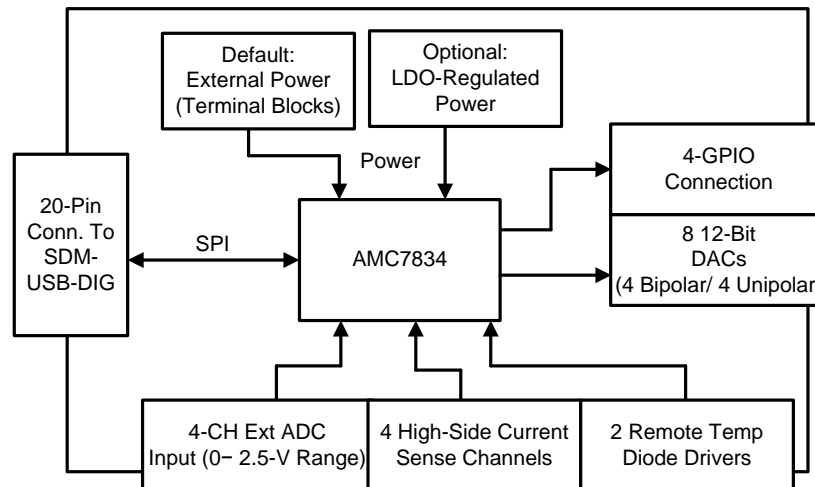 Default:
External Power
(Terminal Blocks)
Optional:
LDO-Regulated
Power
Power
4-GPIO
Connection
20-Pin
Conn. To
SDM-
USB-DIG
SPI
AMC7834
8 12-Bit
DACs
(4 Bipolar/ 4 Unipolar
4-CH Ext ADC
Input (0− 2.5-V Range)
4 High-Side Current
Sense Channels
2 Remote Temp
Diode Drivers